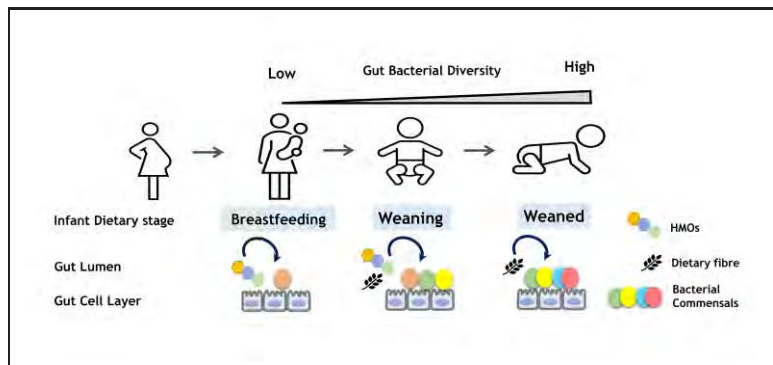 Low
Gut Bacterial Diversity
High
Infant Dietary stage
Breastfeeding
Weaning
Weaned
HMOs
Gut Lumen
Dietary fibre
Gut Cell Layer
Bacterial
Commensals